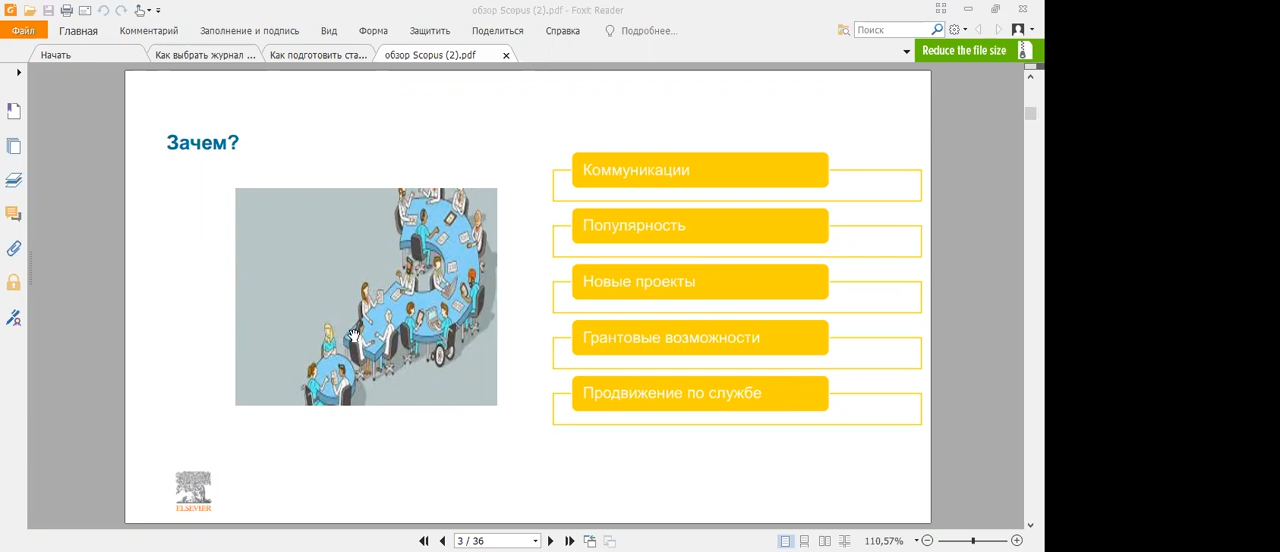 обзор Scopus (2).pdf - Foxit Reader
Файл Главная Комментарий Заполнение и подпись Вид Форма Защитить Поделиться Справка Подробнее... Поиск
Начать Как выбрать журнал ... Как подготовить ста... обзор Scopus (2).pdf Reduce the file size
Зачем?
Коммуникации
Популярность
Новые проекты
Грантовые возможности
Продвижение по службе
ELSEVIER
3 / 36 110,57%